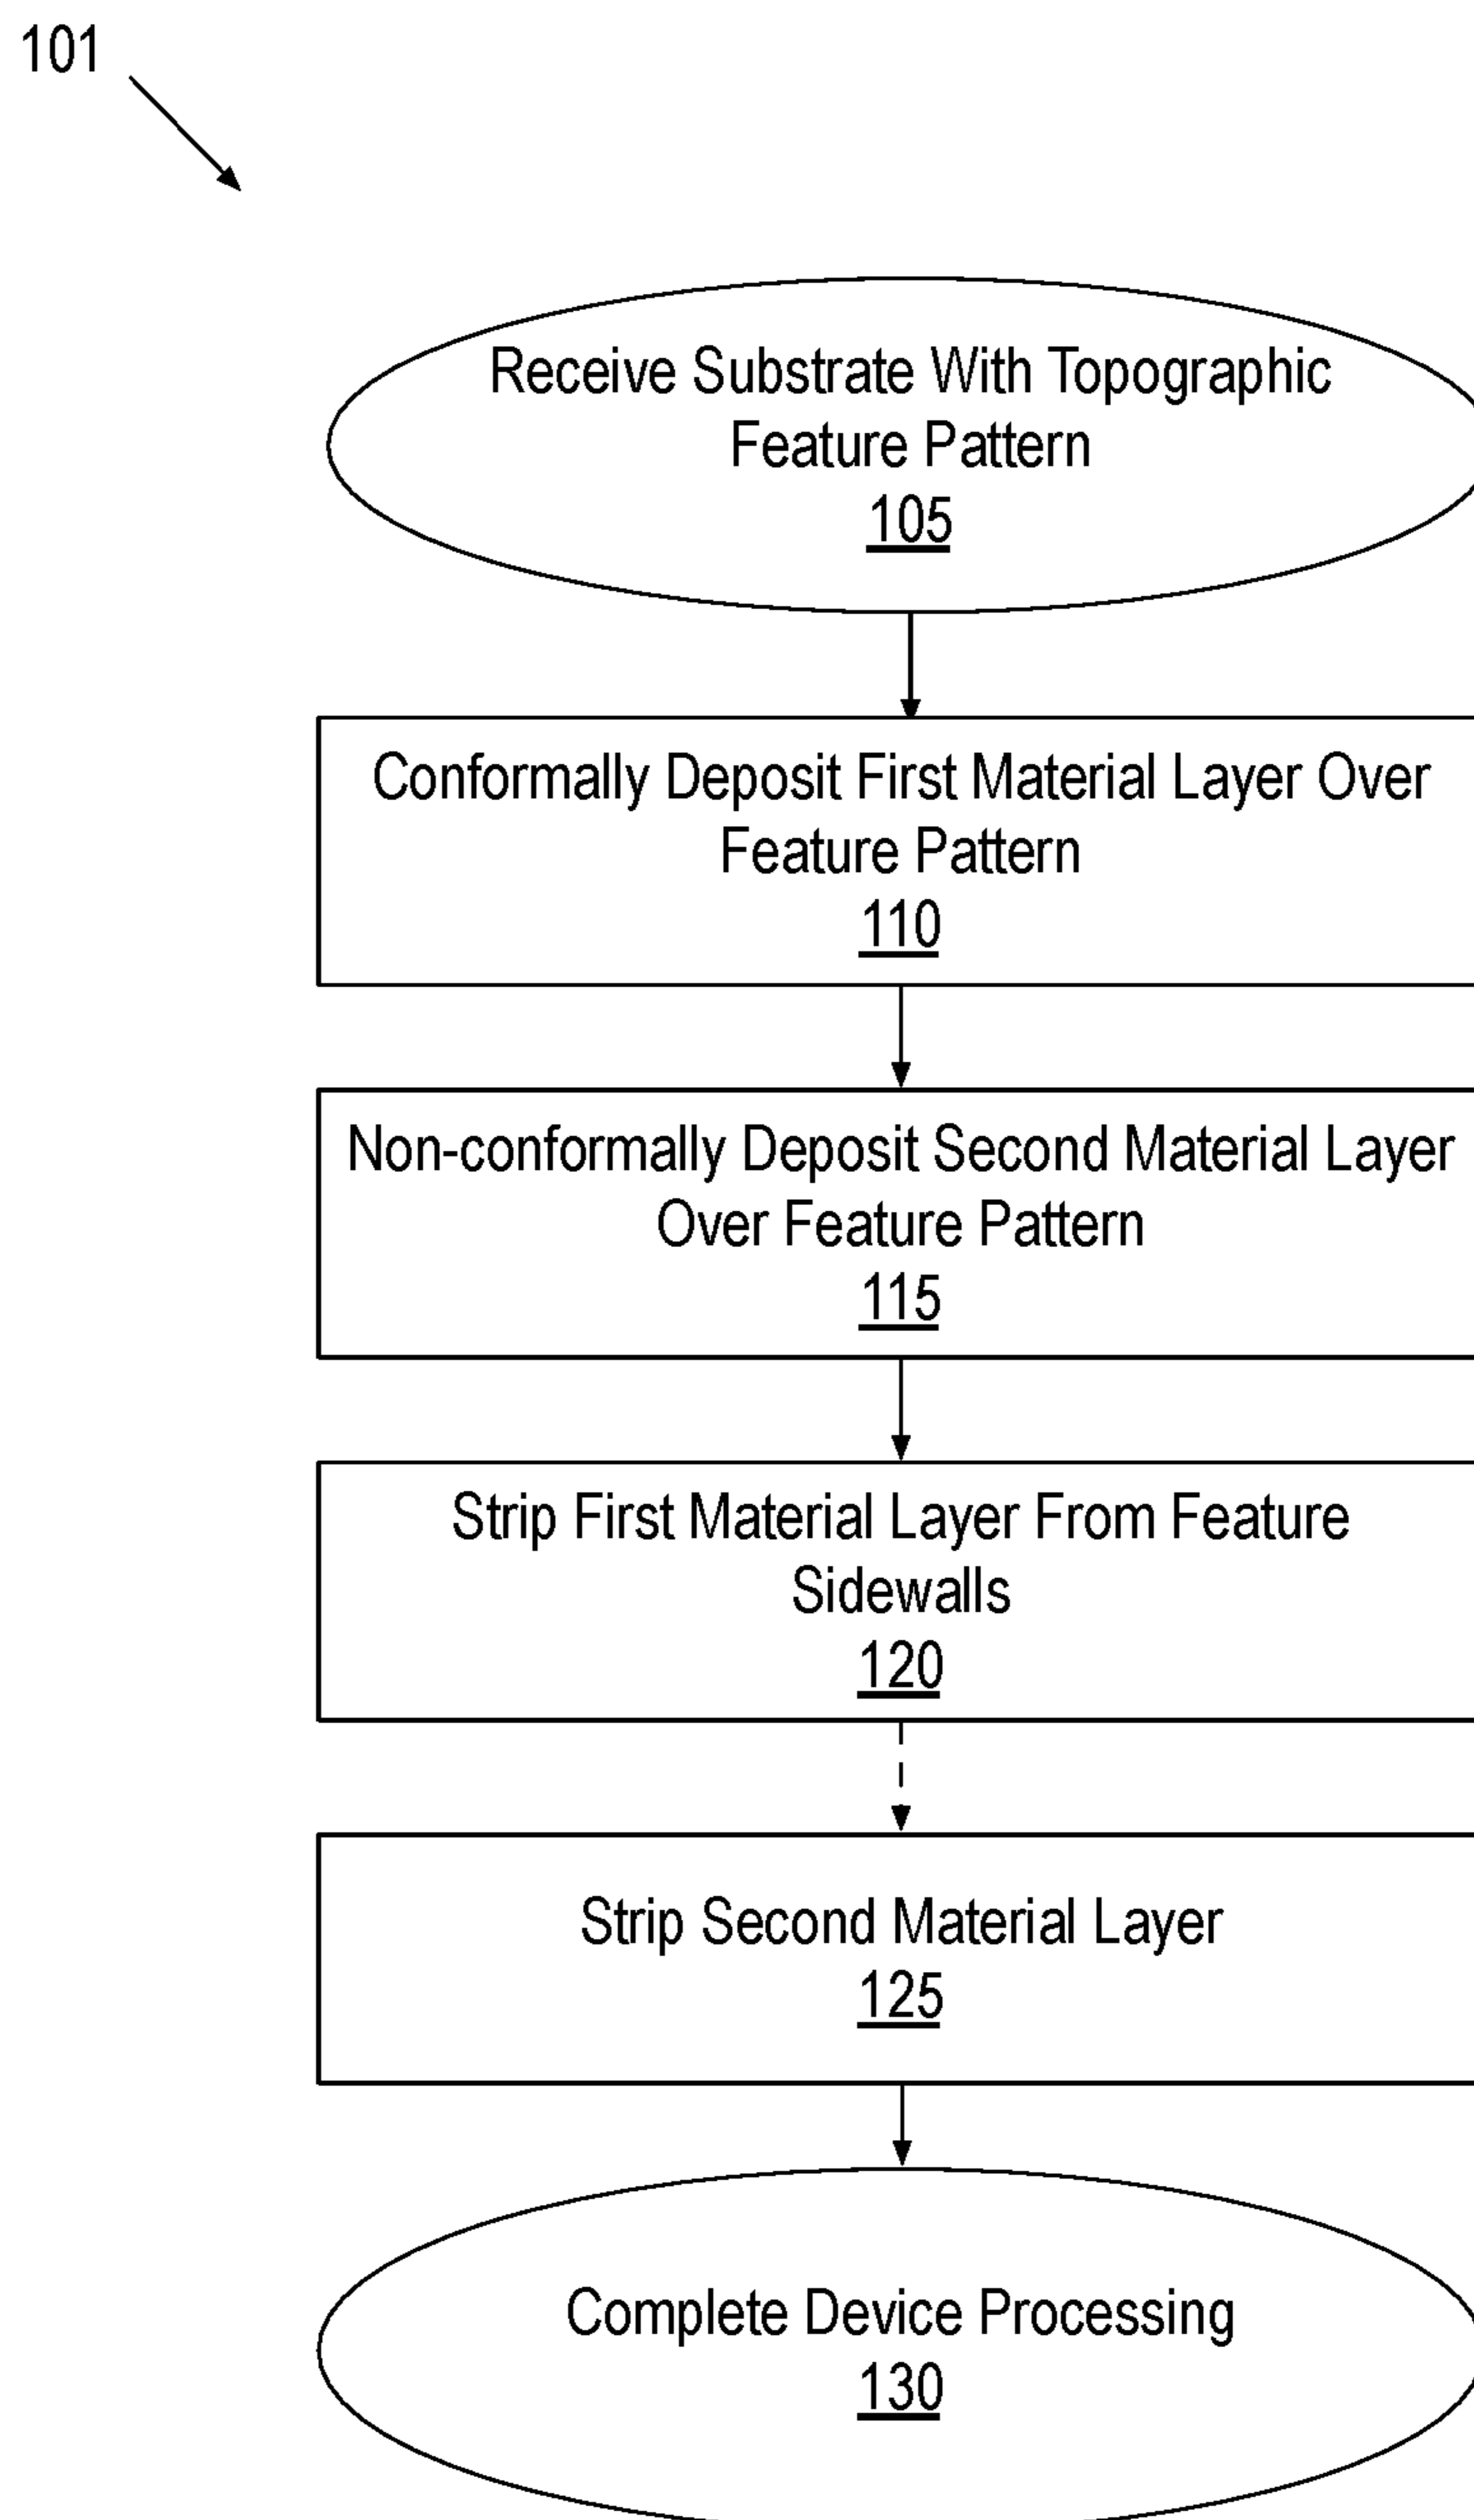 101
Receive Substrate With Topographic
Feature Pattern
105
Conformally Deposit First Material Layer Over
Feature Pattern
110
Non-conformally Deposit Second Material Layer
Over Feature Pattern
115
Strip First Material Layer From Feature
Sidewalls
120
Strip Second Material Layer
125
Complete Device Processing
130